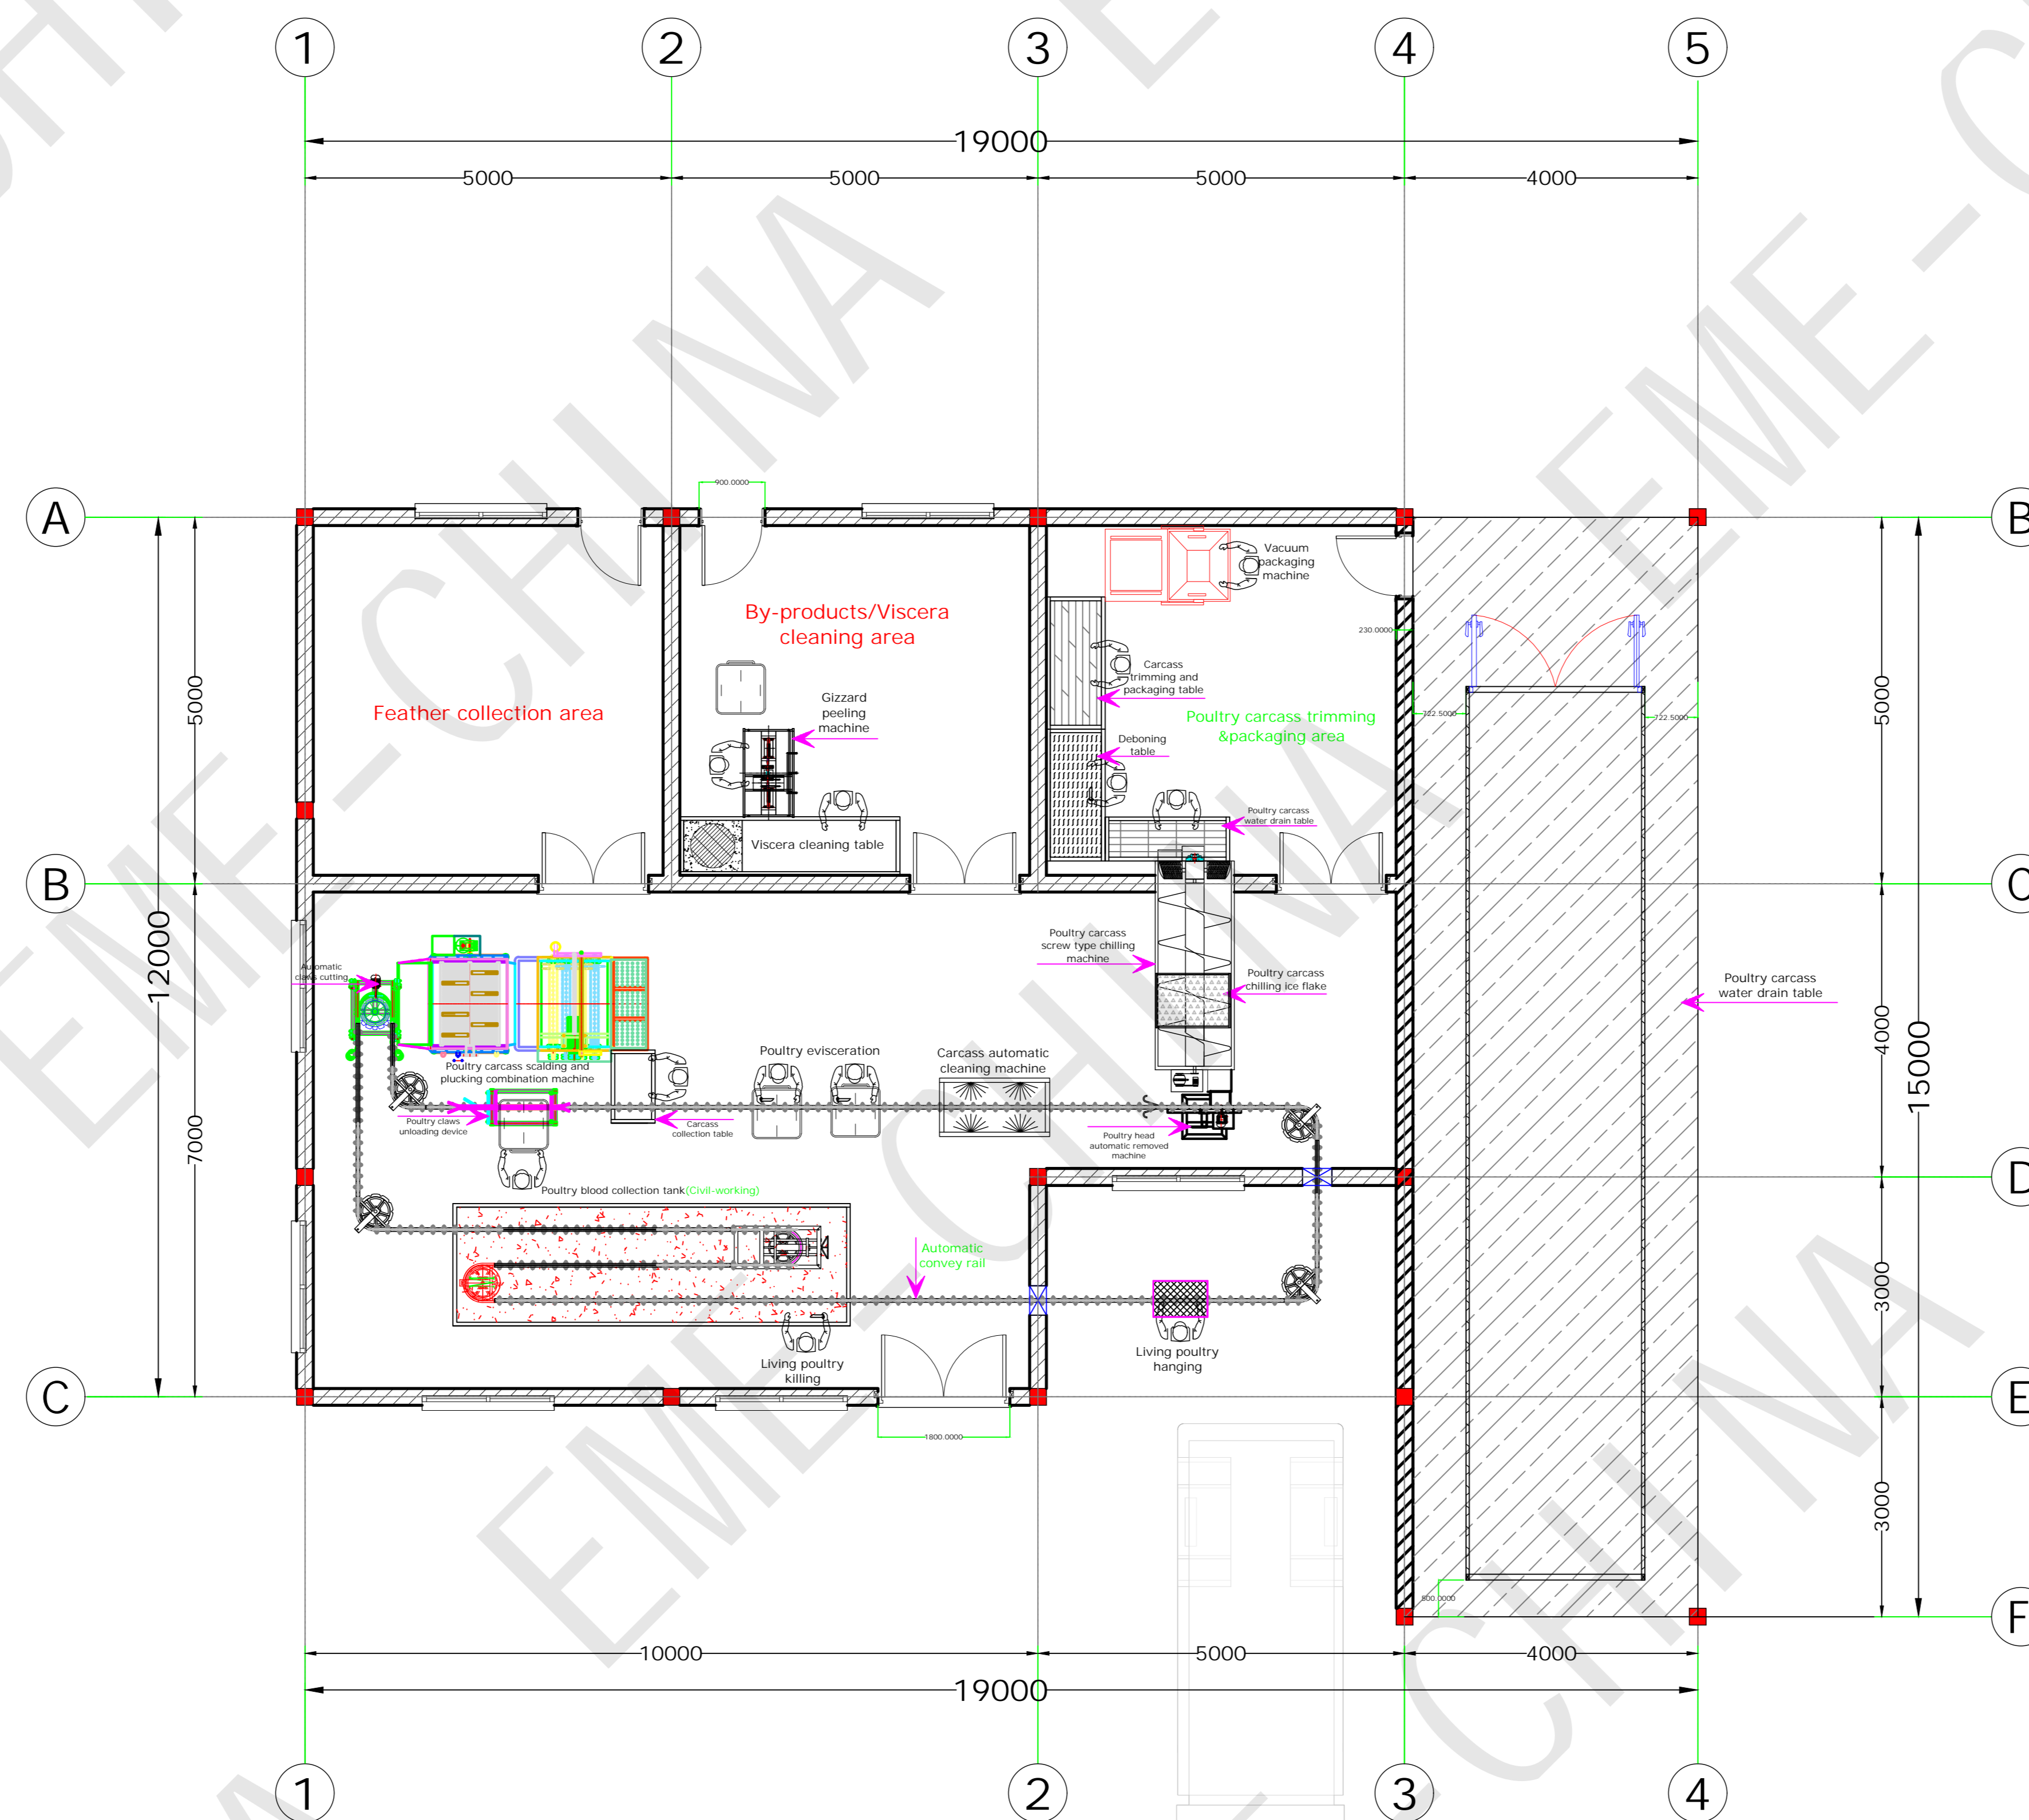 1
2
3
4
5
19000
5000
5000
5000
4000
A
900.0000
B
Vacuum
packaging
machine
By-products/Viscera
cleaning area
230.0000
Carcass
trimming and
packaging table
5000
Gizzard
peeling
machine
Feather collection area
Poultry carcass trimming
&packaging area
722.5000
722.5000
5000
Deboning
table
Poultry carcass
water drain table
Viscera cleaning table
B
C
12000
Poultry carcass
screw type chilling
machine
Automatic
claws cutting
Poultry carcass
chilling ice flake
Poultry carcass
water drain table
4000
15000
Poultry evisceration
Carcass automatic
cleaning machine
Poultry carcass scalding and
plucking combination machine
Poultry claws
unloading device
Carcass
collection table
Poultry head
automatic removed
machine
7000
D
Poultry blood collection tank(Civil-working)
Automatic
convey rail
3000
Living poultry
hanging
Living poultry
killing
C
E
1800.0000
3000
500.0000
F
10000
5000
4000
19000
1
2
3
4
EME-CHINA
EME-CHINA
EME-CHINA